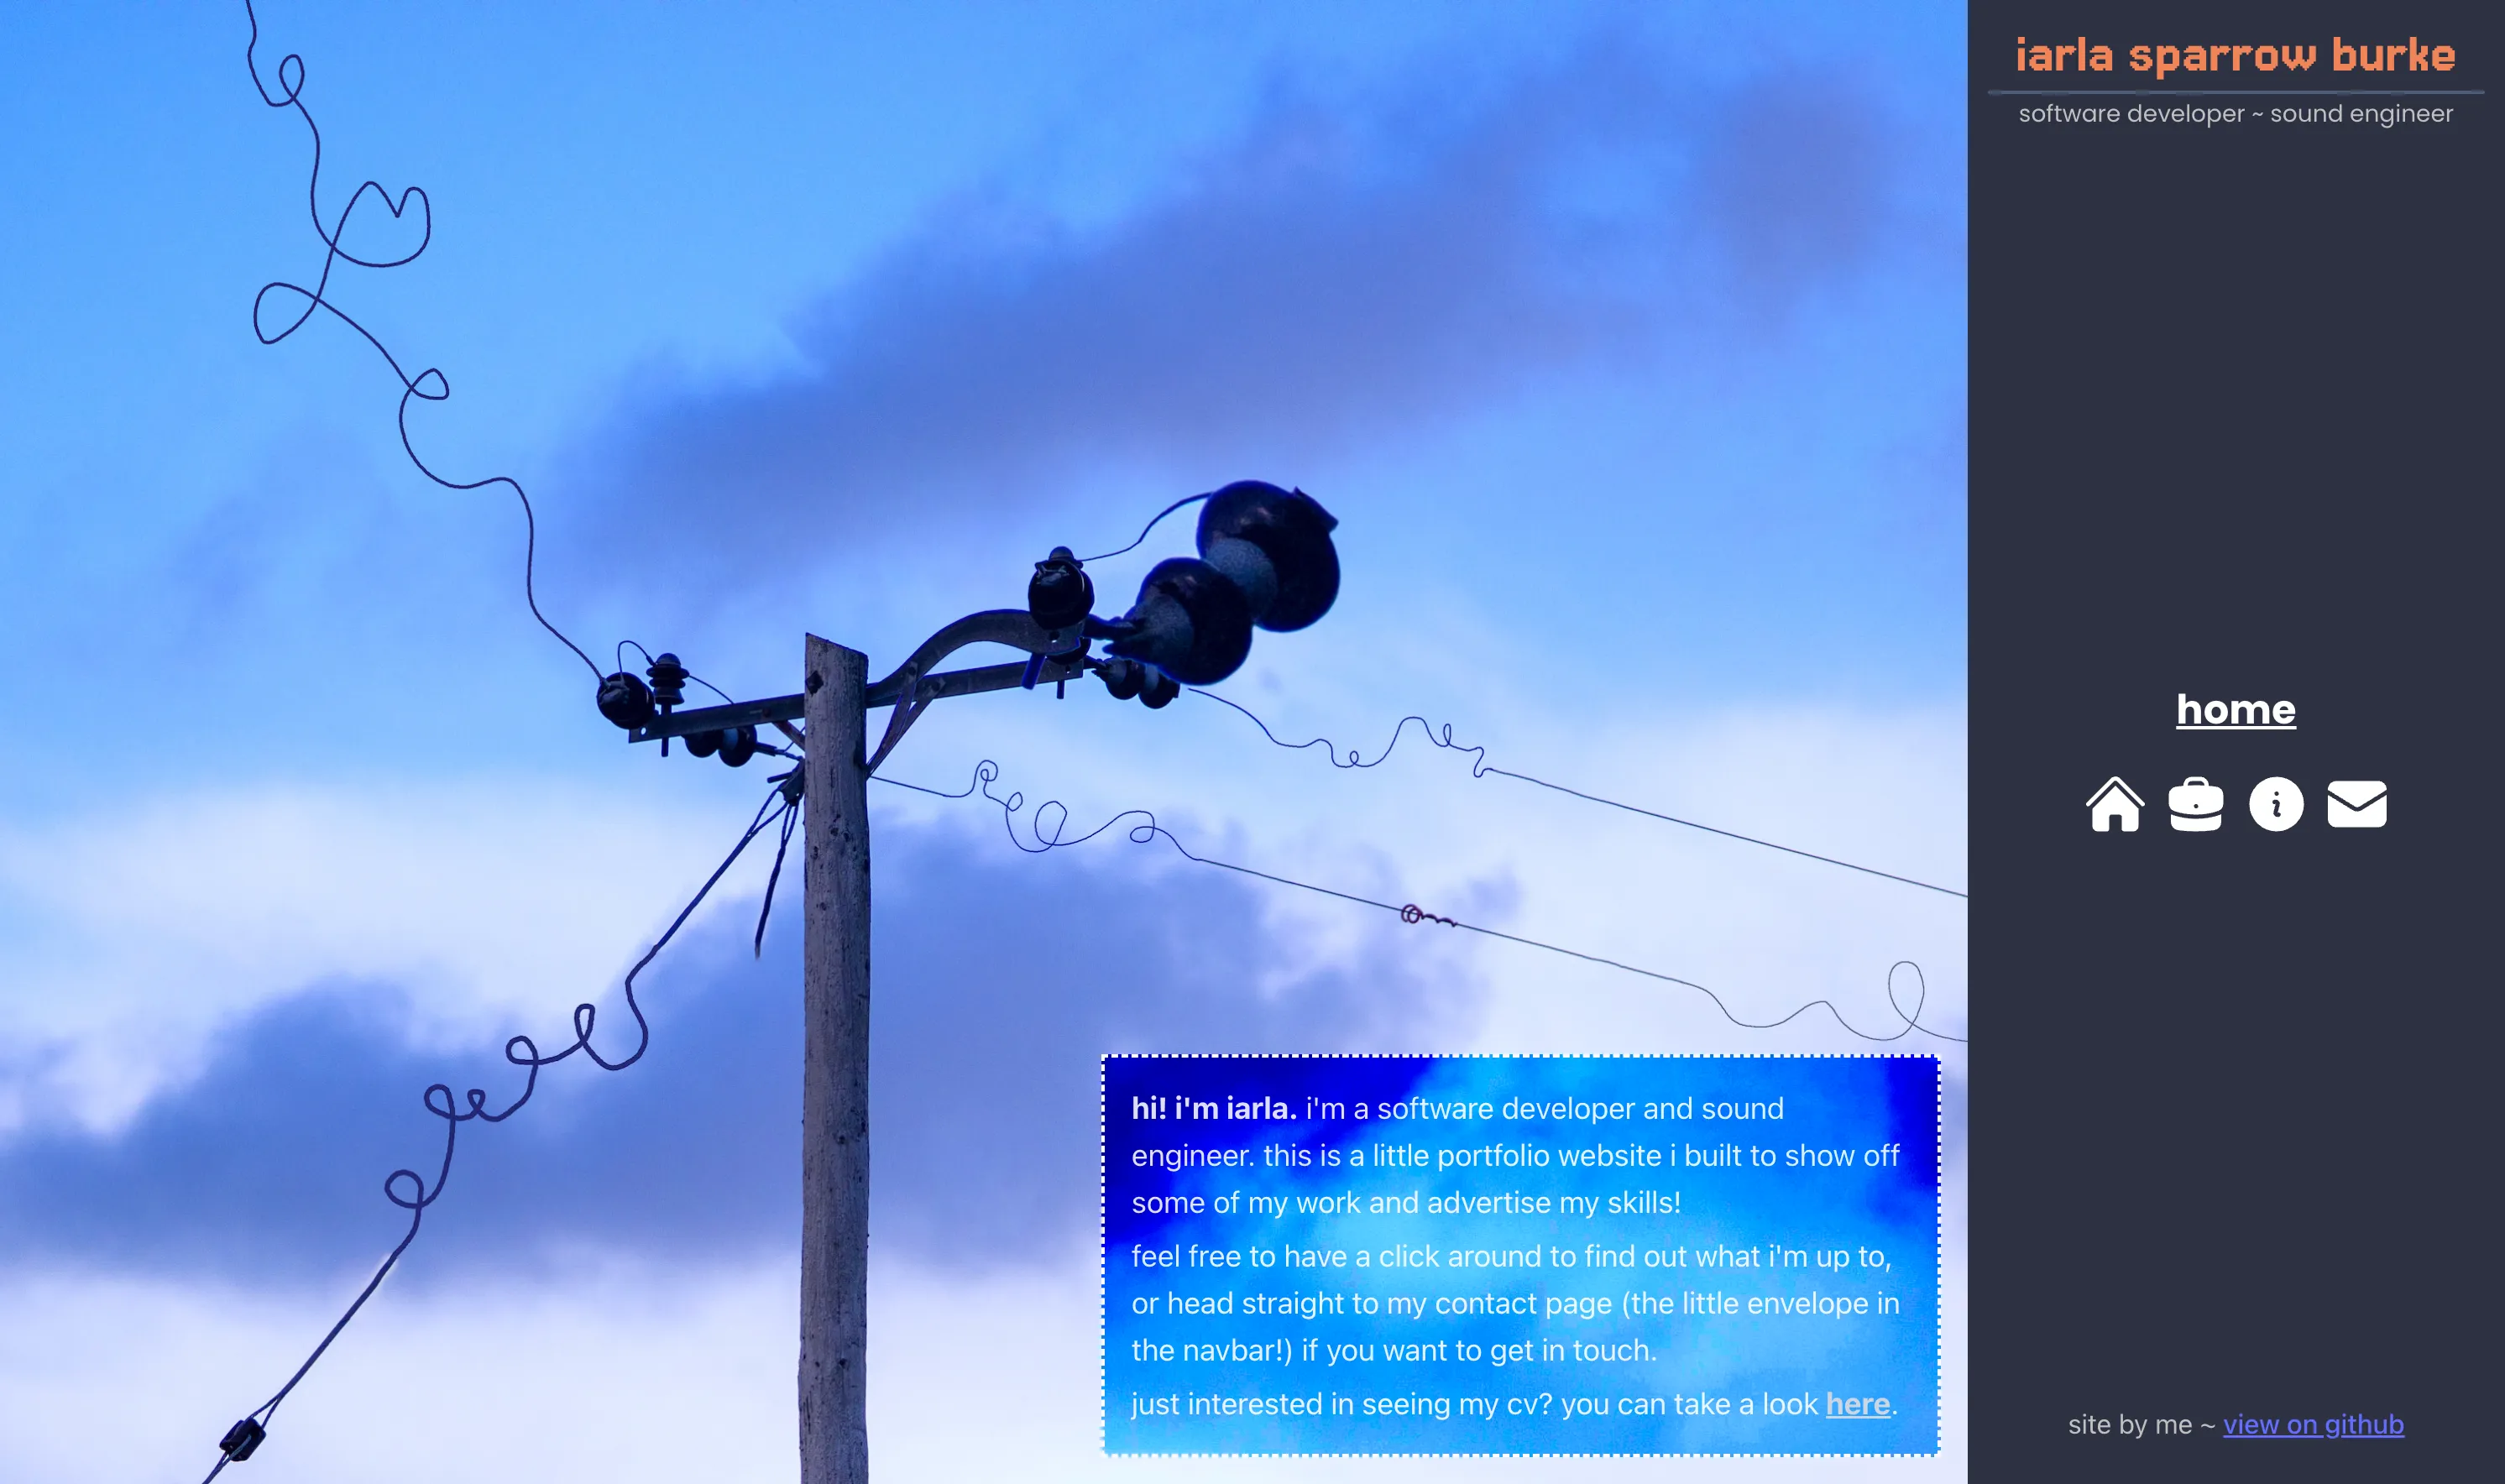 iarla sparrow burke
software developer ~ sound engineer
home
hi! i'm iarla. i'm a software developer and sound
engineer. this is a little portfolio website i built to show off
some of my work and advertise my skills!
feel free to have a click around to find out what i'm up to,
or head straight to my contact page (the little envelope in
the navbar!) if you want to get in touch.
just interested in seeing my cv? you can take a look here.
site by me ~ view on github